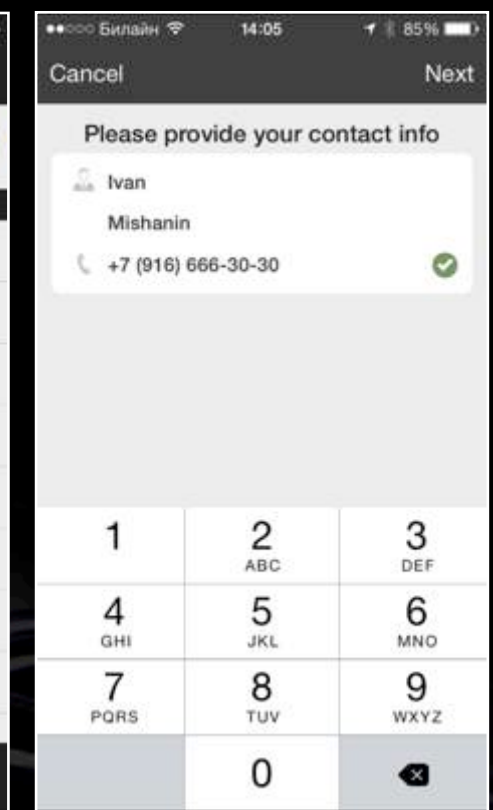 Билайн 14:05 85%
Cancel Next
Please provide your contact info
Ivan
Mishanin
+7 (916) 666-30-30
1 2 3
ABC DEF
4 5 6
GHI JKL MNO
7 8 9
PQRS TUV WXYZ
0